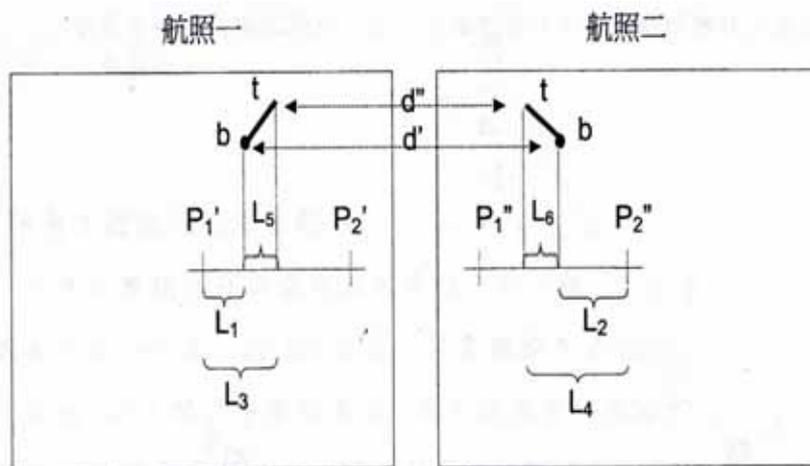 航照一 航照二
t d" t
b d' b
P₁' L₅ P₂' P₁" L₆ P₂"
L₁ L₂
L₃ L₄